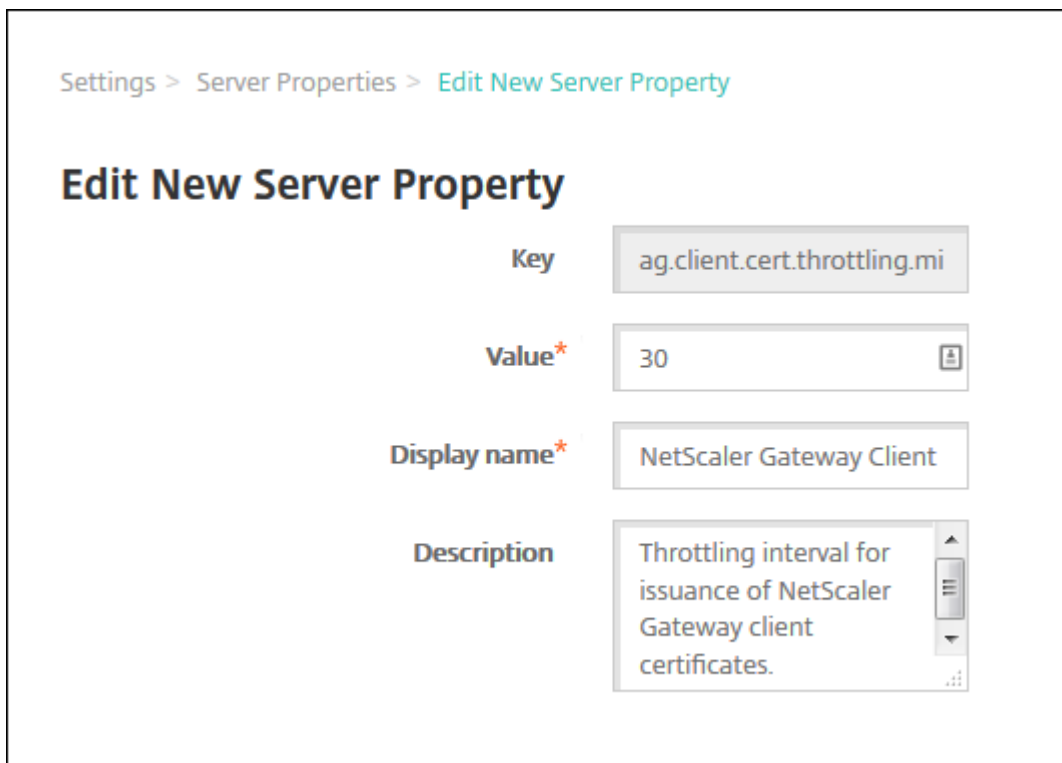 Settings > Server Properties > Edit New Server Property
Edit New Server Property
Key ag.client.cert.throttling.mi
Value* 30
Display name* NetScaler Gateway Client
Description Throttling interval for
issuance of NetScaler
Gateway client
certificates.